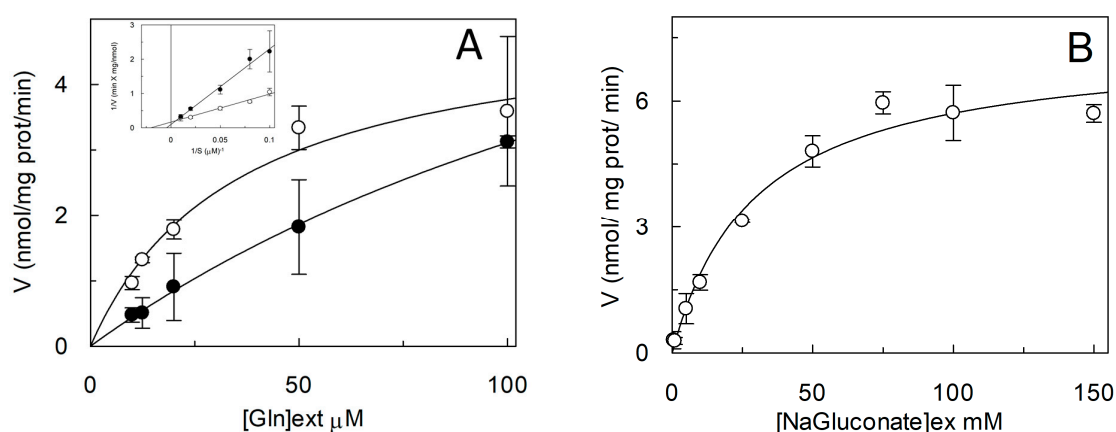 A
V (nmol/mg prot/min)
4
2
0
0
50
100
[Gln]ext μM
1/V (min X mg/nmol)
3
2
1
0
0
0.05
0.1
1/S (μM)⁻¹
B
V (nmol/ mg prot/ min)
6
3
0
0
50
100
150
[NaGluconate]ex mM